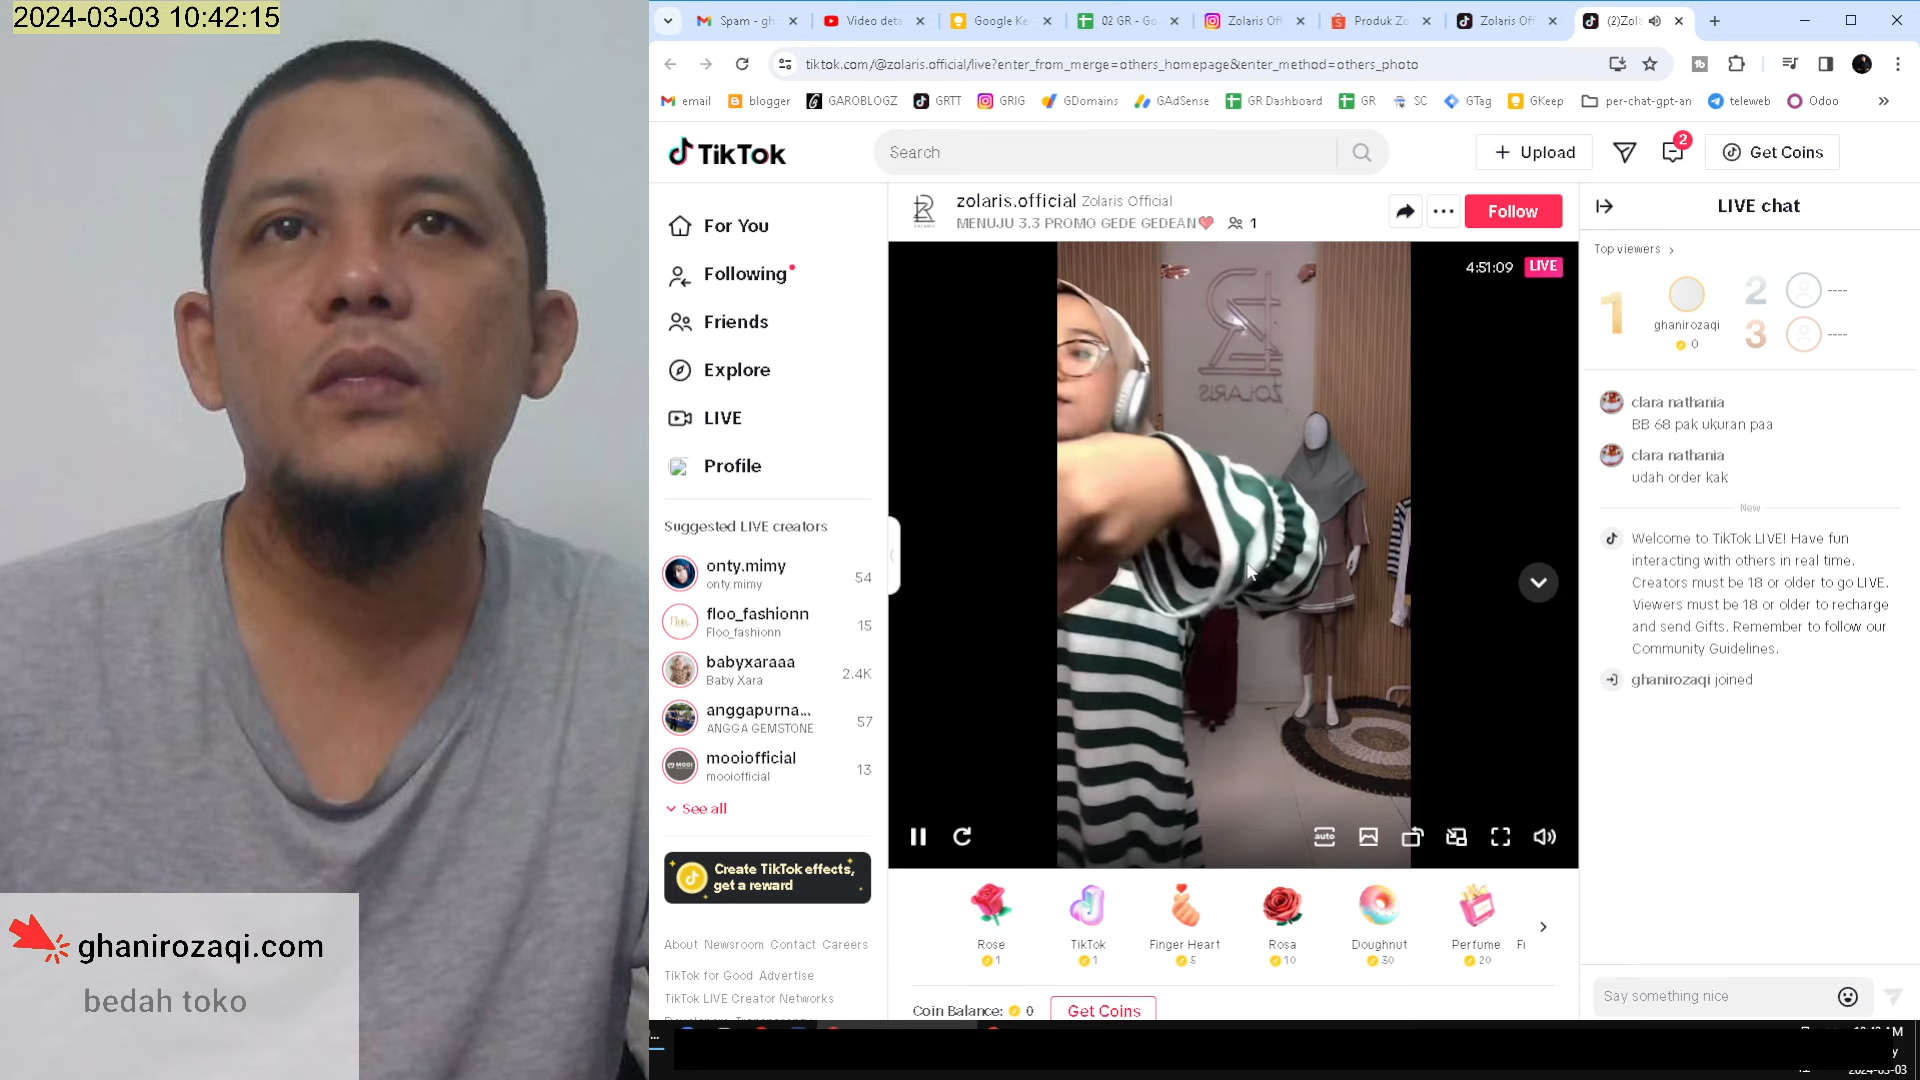 2024-03-03 10:42:15
Spam - gh
Video deta
Google Ke
02 GR - Go
Zolaris Off
Produk Zo
Zolaris Off
(2)Zola
tiktok.com/@zolaris.official/live?enter_from_merge=others_homepage&enter_method=others_photo
email
blogger
GAROBLOGZ
GRTT
GRIG
GDomains
GAdSense
GR Dashboard
GR
SC
GTag
GKeep
per-chat-gpt-an
teleweb
Odoo
TikTok
Search
Upload
2
Get Coins
For You
Following
Friends
Explore
LIVE
Profile
Suggested LIVE creators
onty.mimy
onty.mimy
54
floo_fashionn
Floo_fashionn
15
babyxaraaa
Baby Xara
2.4K
anggapurna...
ANGGA GEMSTONE
57
mooiofficial
mooiofficial
13
See all
Create TikTok effects,
get a reward
About Newsroom Contact Careers
TikTok for Good Advertise
TikTok LIVE Creator Networks
zolaris.official Zolaris Official
MENUJU 3.3 PROMO GEDE GEDEAN❤️ 1
Follow
4:51:09 LIVE
ZOLARIS
auto
Rose
1
TikTok
1
Finger Heart
5
Rosa
10
Doughnut
30
Perfume
20
Coin Balance: 0
Get Coins
LIVE chat
Top viewers
1
ghanirozaqi
0
2 ----
3 ----
clara nathania
BB 68 pak ukuran paa
clara nathania
udah order kak
New
Welcome to TikTok LIVE! Have fun
interacting with others in real time.
Creators must be 18 or older to go LIVE.
Viewers must be 18 or older to recharge
and send Gifts. Remember to follow our
Community Guidelines.
ghanirozaqi joined
Say something nice
ghanirozaqi.com
bedah toko